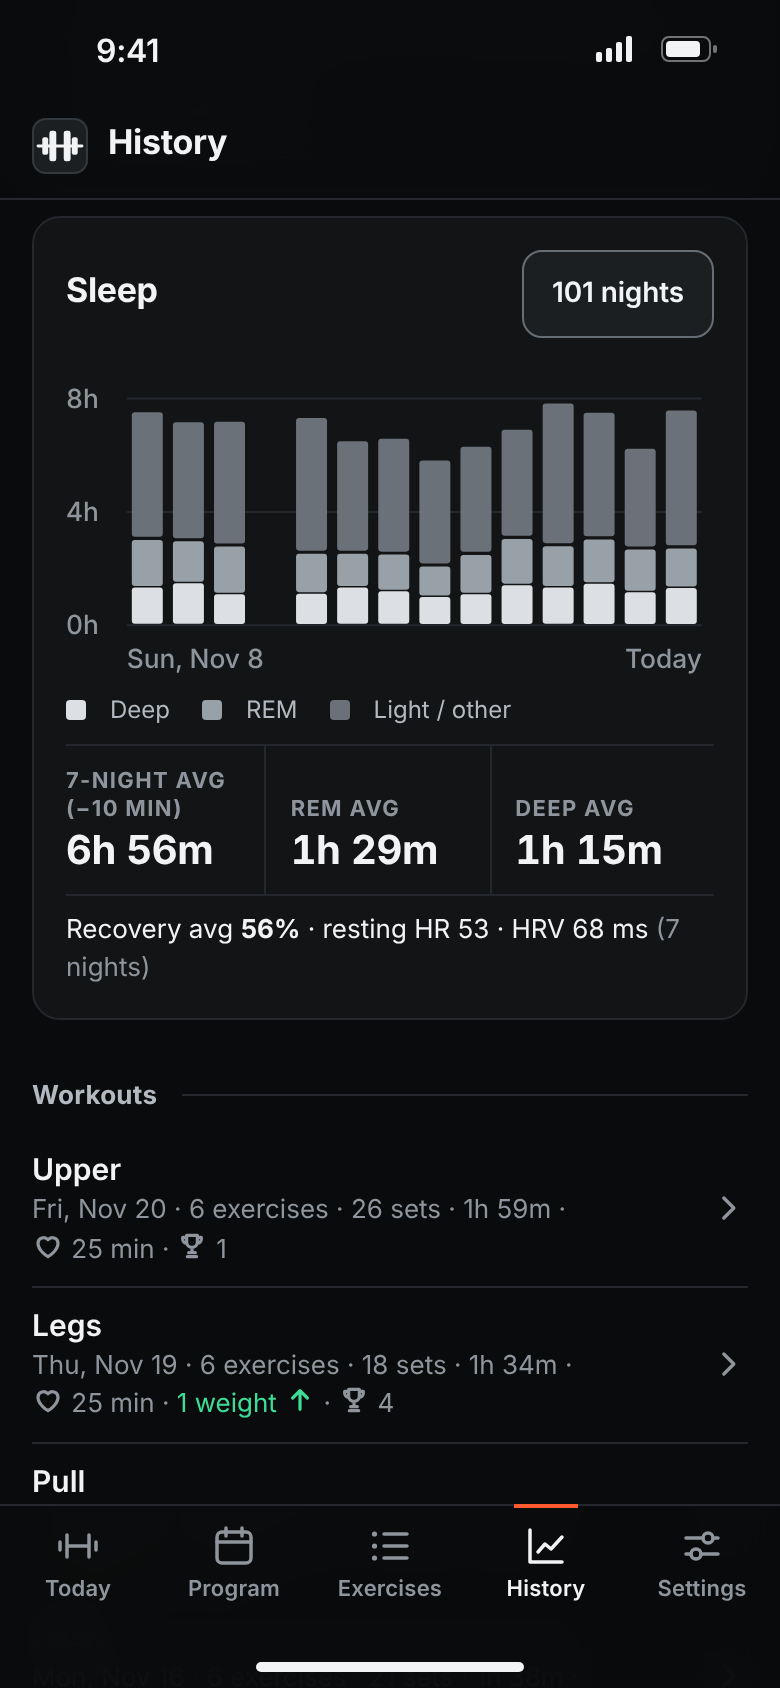 9:41
History
Sleep
101 nights
8h
4h
0h
Sun, Nov 8
Today
Deep
REM
Light / other
7-NIGHT AVG
(−10 MIN)
6h 56m
REM AVG
1h 29m
DEEP AVG
1h 15m
Recovery avg 56% · resting HR 53 · HRV 68 ms (7
nights)
Workouts
Upper
Fri, Nov 20 · 6 exercises · 26 sets · 1h 59m ·
25 min · 1
Legs
Thu, Nov 19 · 6 exercises · 18 sets · 1h 34m ·
25 min · 1 weight ↑ · 4
Pull
Today
Program
Exercises
History
Settings